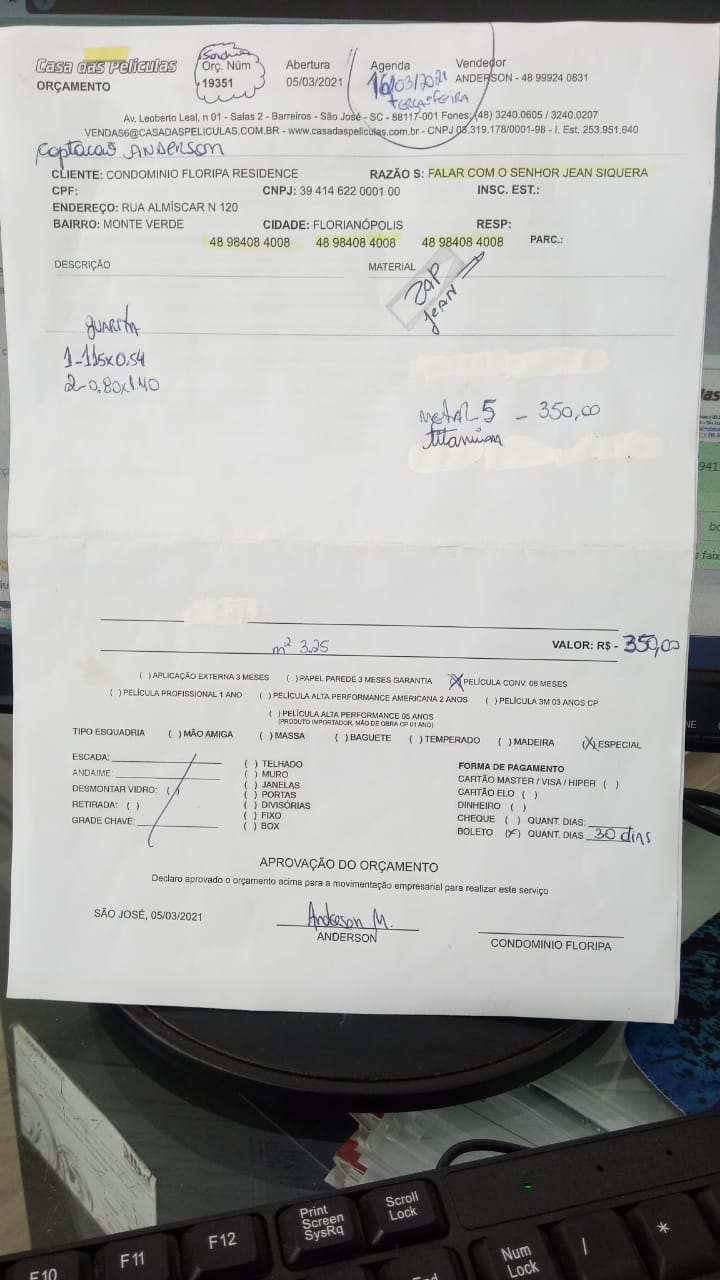 Casa das Películas
ORÇAMENTO
Orç. Núm
19351
Abertura
05/03/2021
Agenda
16/03/2021
terça-feira
Vendedor
ANDERSON - 48 99924 0831
Av. Leoberto Leal, n 01 - Salas 2 - Barreiros - São José - SC - 88117-001 Fones: (48) 3240.0605 / 3240.0207
VENDAS6@CASADASPELICULAS.COM.BR - www.casadaspeliculas.com.br - CNPJ 08.319.178/0001-98 - I. Est. 253.951.640
Captacao ANDERSON
CLIENTE: CONDOMINIO FLORIPA RESIDENCE RAZÃO S: FALAR COM O SENHOR JEAN SIQUERA
CPF: CNPJ: 39 414 622 0001 00 INSC. EST.:
ENDEREÇO: RUA ALMÍSCAR N 120
BAIRRO: MONTE VERDE CIDADE: FLORIANÓPOLIS RESP:
48 98408 4008 48 98408 4008 48 98408 4008 PARC.:
DESCRIÇÃO MATERIAL
ZAP
JEAN
GUARITA
1-1,15x0,54
2-0,80x1,40
METAL 5 - 350,00
titanium
m² 3.25 VALOR: R$ - 350,00
( ) APLICAÇÃO EXTERNA 3 MESES ( ) PAPEL PAREDE 3 MESES GARANTIA (X) PELÍCULA CONV. 06 MESES
( ) PELÍCULA PROFISSIONAL 1 ANO ( ) PELÍCULA ALTA PERFORMANCE AMERICANA 2 ANOS ( ) PELÍCULA 3M 03 ANOS CP
( ) PELÍCULA ALTA PERFORMANCE 05 ANOS
(PRODUTO IMPORTADOR, MÃO DE OBRA CP 01 ANO)
TIPO ESQUADRIA ( ) MÃO AMIGA ( ) MASSA ( ) BAGUETE ( ) TEMPERADO ( ) MADEIRA (X) ESPECIAL
ESCADA:
ANDAIME:
DESMONTAR VIDRO: ( )
RETIRADA: ( )
GRADE CHAVE:
( ) TELHADO
( ) MURO
( ) JANELAS
( ) PORTAS
( ) DIVISÓRIAS
( ) FIXO
( ) BOX
FORMA DE PAGAMENTO
CARTÃO MASTER / VISA / HIPER ( )
CARTÃO ELO ( )
DINHEIRO ( )
CHEQUE ( ) QUANT. DIAS:
BOLETO (X) QUANT. DIAS 30 dias
APROVAÇÃO DO ORÇAMENTO
Declaro aprovado o orçamento acima para a movimentação empresarial para realizar este serviço
SÃO JOSÉ, 05/03/2021
Anderson M.
ANDERSON
CONDOMINIO FLORIPA
F10
F11
F12
Print
Screen
SysRq
Scroll
Lock
Num
Lock
/
*